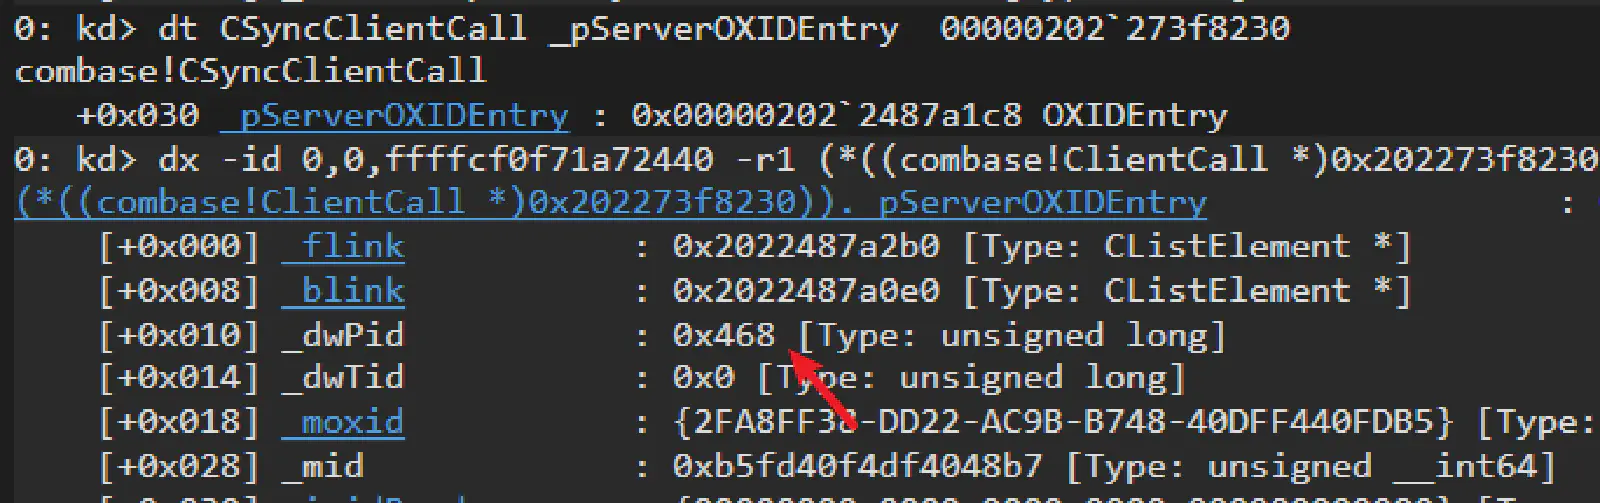 0: kd> dt CSyncClientCall _pServerOXIDEntry  00000202`273f8230
combase!CSyncClientCall
   +0x030 _pServerOXIDEntry : 0x00000202`2487a1c8 OXIDEntry
0: kd> dx -id 0,0,ffffcf0f71a72440 -r1 (*((combase!ClientCall *)0x202273f8230
(*((combase!ClientCall *)0x202273f8230))._pServerOXIDEntry                 :
    [+0x000] _flink           : 0x2022487a2b0 [Type: CListElement *]
    [+0x008] _blink           : 0x2022487a0e0 [Type: CListElement *]
    [+0x010] _dwPid           : 0x468 [Type: unsigned long]
    [+0x014] _dwTid           : 0x0 [Type: unsigned long]
    [+0x018] _moxid           : {2FA8FF38-DD22-AC9B-B748-40DFF440FDB5} [Type:
    [+0x028] _mid             : 0xb5fd40f4df4048b7 [Type: unsigned __int64]